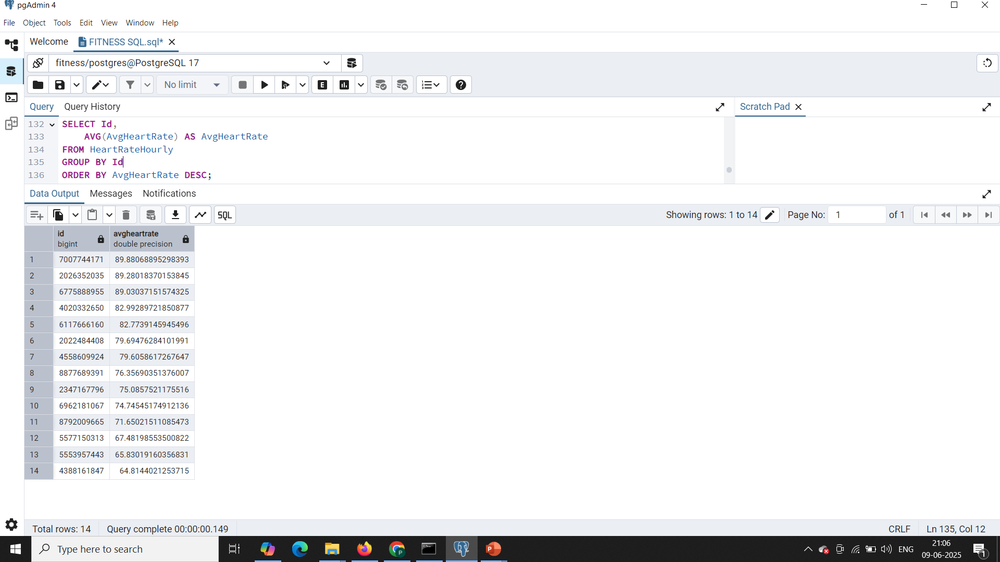 pgAdmin 4
File Object Tools Edit View Window Help
Welcome FITNESS SQL.sql*
fitness/postgres@PostgreSQL 17
No limit
E
Query Query History Scratch Pad
132 SELECT Id,
133 AVG(AvgHeartRate) AS AvgHeartRate
134 FROM HeartRateHourly
135 GROUP BY Id
136 ORDER BY AvgHeartRate DESC;
Data Output Messages Notifications
SQL Showing rows: 1 to 14 Page No: 1 of 1
id avgheartrate
bigint double precision
1 7007744171 89.88068895298393
2 2026352035 89.28018370153845
3 6775888955 89.03037151574325
4 4020332650 82.99289721850877
5 6117666160 82.7739145945496
6 2022484408 79.69476284101991
7 4558609924 79.6058617267647
8 8877689391 76.35690351376007
9 2347167796 75.0857521175516
10 6962181067 74.74545174912136
11 8792009665 71.65021511085473
12 5577150313 67.48198553500822
13 5553957443 65.83019160356831
14 4388161847 64.8144021253715
Total rows: 14 Query complete 00:00:00.149 CRLF Ln 135, Col 12
Type here to search P P ENG 21:06
09-06-2025 1